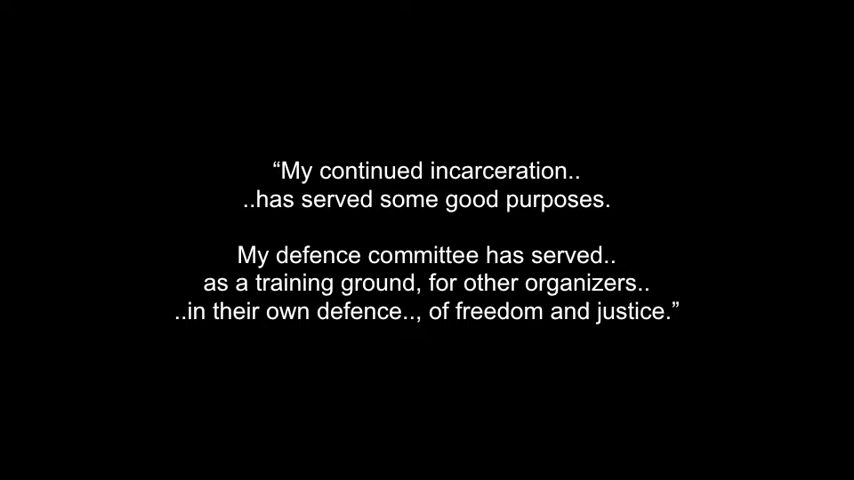 “My continued incarceration..
..has served some good purposes.
My defence committee has served..
as a training ground, for other organizers..
..in their own defence.., of freedom and justice.”